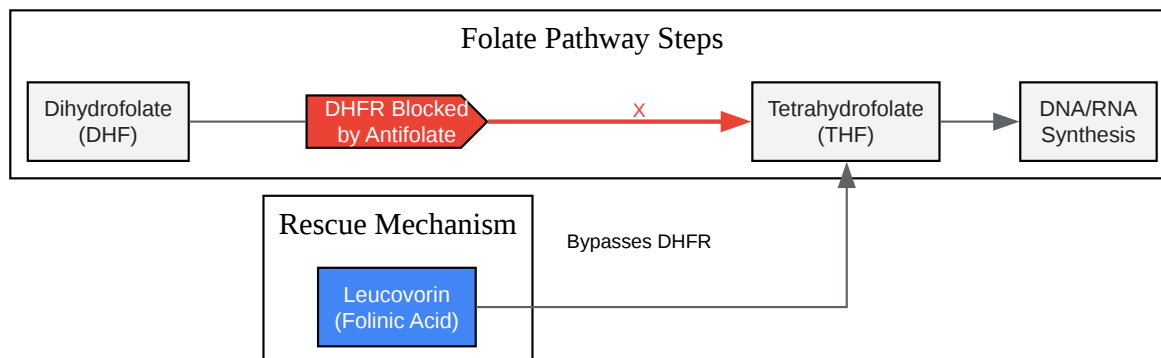 Folate Pathway Steps
Dihydrofolate
(DHF)
DHFR Blocked
by Antifolate
X
Tetrahydrofolate
(THF)
DNA/RNA
Synthesis
Rescue Mechanism
Bypasses DHFR
Leucovorin
(Folinic Acid)